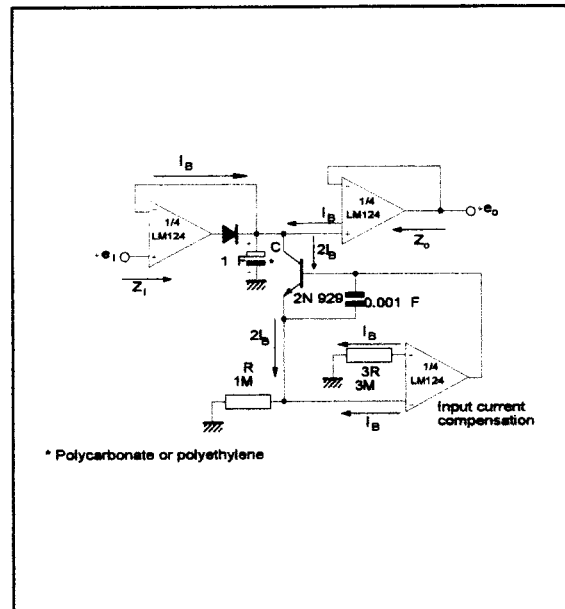 I_B
1/4
LM124
+e_I
Z_I
1 F
*
C
I_B
2I_B
1/4
LM124
+e_o
Z_o
2N 929
0.001 F
2I_B
R
1M
I_B
3R
3M
1/4
LM124
I_B
Input current
compensation
* Polycarbonate or polyethylene